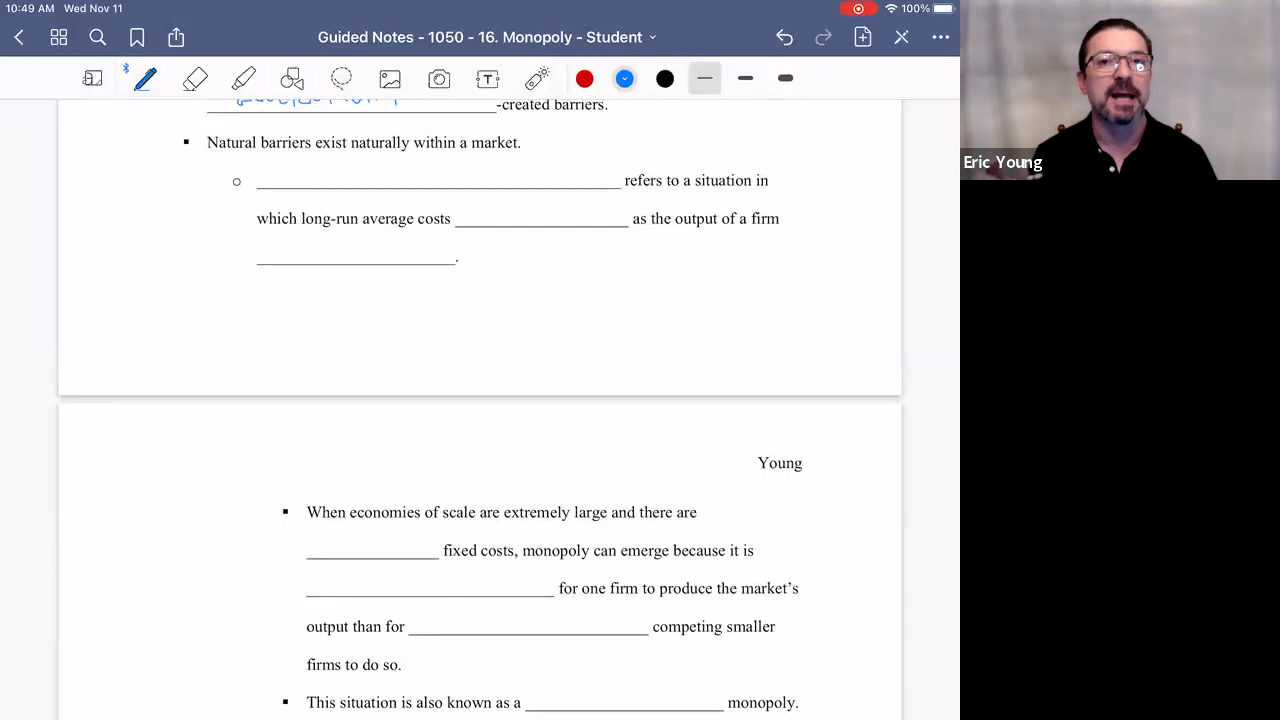 10:49 AM Wed Nov 11
100%
Guided Notes - 1050 - 16. Monopoly - Student
T
-created barriers.
Natural barriers exist naturally within a market.
refers to a situation in
which long-run average costs as the output of a firm
.
Young
When economies of scale are extremely large and there are
fixed costs, monopoly can emerge because it is
for one firm to produce the market’s
output than for competing smaller
firms to do so.
This situation is also known as a monopoly.
Eric Young